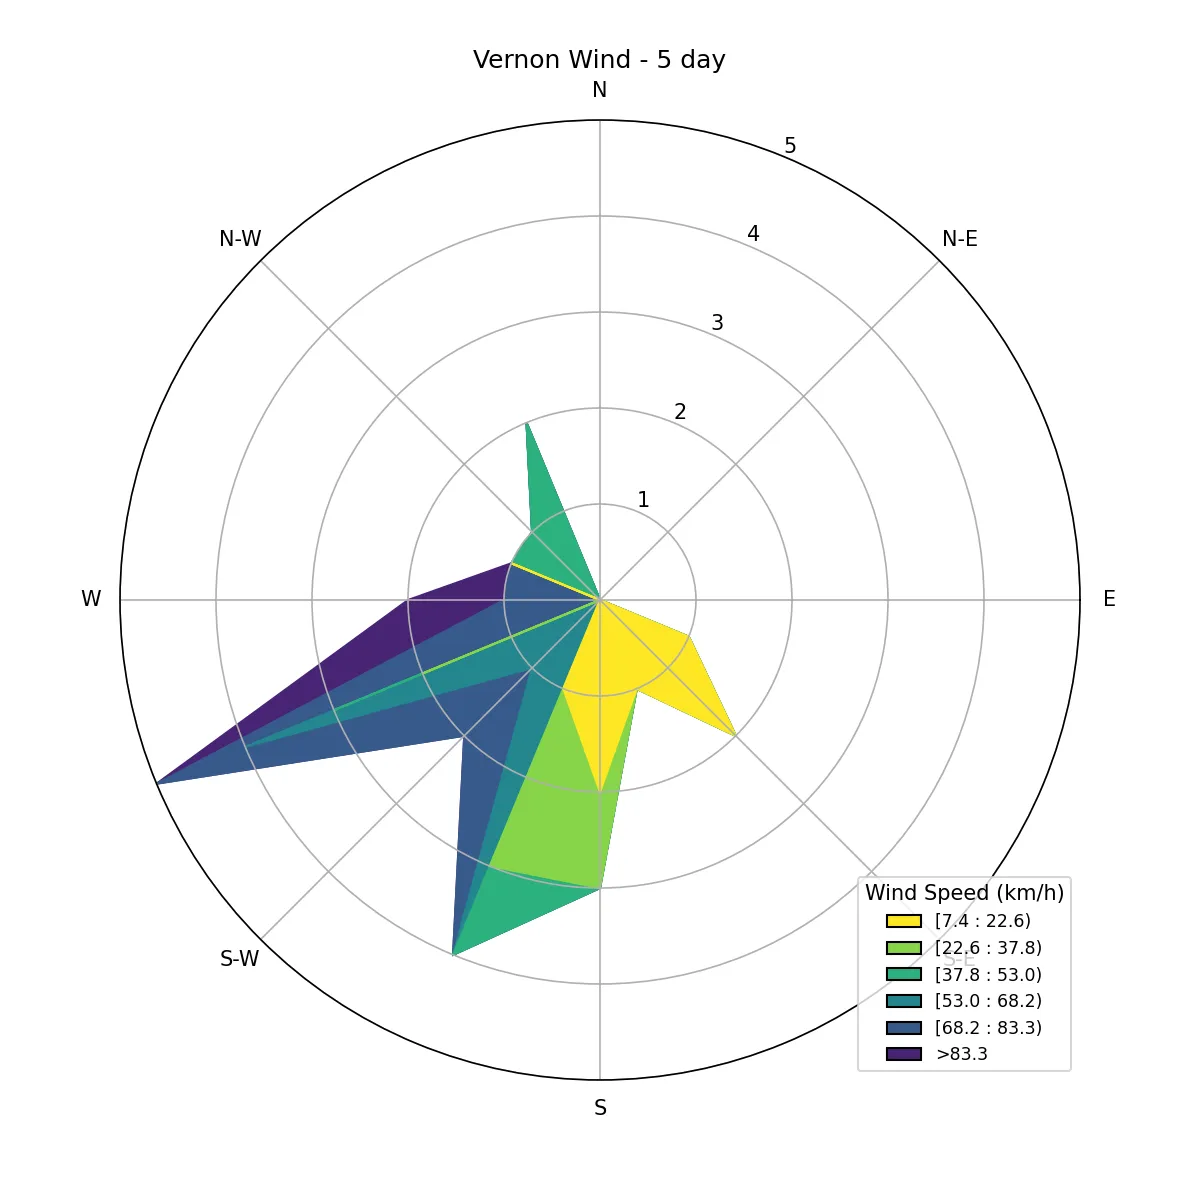 Vernon Wind - 5 day
N
5
N-W
4
N-E
3
2
1
W
E
S-W
S-E
Wind Speed (km/h)
[7.4 : 22.6)
[22.6 : 37.8)
[37.8 : 53.0)
[53.0 : 68.2)
[68.2 : 83.3)
>83.3
S